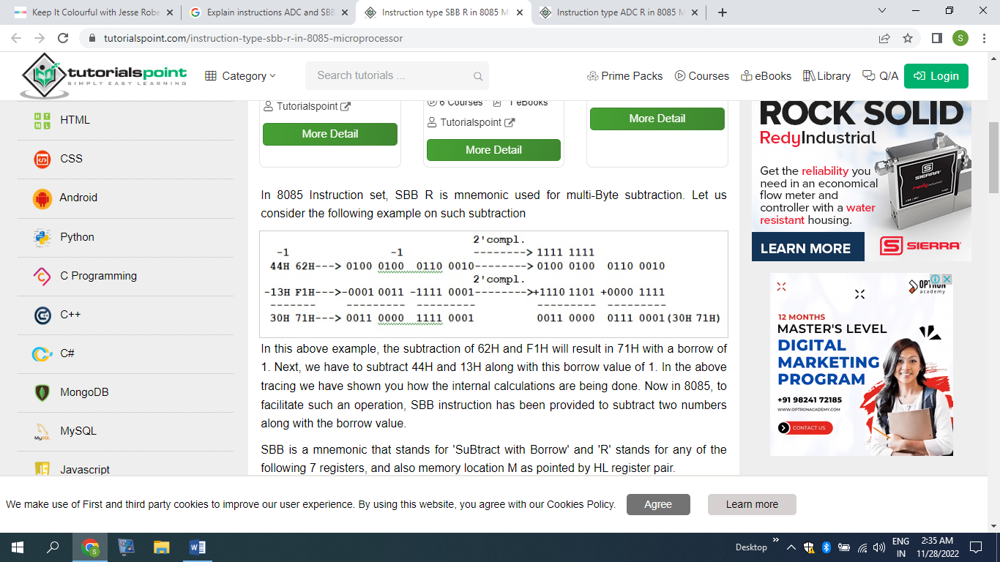 Keep It Colourful with Jesse Robe
Explain instructions ADC and SBB
Instruction type SBB R in 8085 Mi
Instruction type ADC R in 8085 M
tutorialspoint.com/instruction-type-sbb-r-in-8085-microprocessor
S
tutorialspoint
SIMPLY EASY LEARNING
Category
Search tutorials ...
Prime Packs
Courses
eBooks
Library
Q/A
Login
HTML
CSS
Android
Python
C Programming
C++
C#
MongoDB
MySQL
Javascript
Tutorialspoint
More Detail
6 Courses 1 eBooks
Tutorialspoint
More Detail
More Detail
In 8085 Instruction set, SBB R is mnemonic used for multi-Byte subtraction. Let us
consider the following example on such subtraction
2'compl.
-1 -1 --------> 1111 1111
44H 62H---> 0100 0100 0110 0010--------> 0100 0100 0110 0010
2'compl.
-13H F1H--->-0001 0011 -1111 0001-------->+1110 1101 +0000 1111
------- --------- --------- --------- ---------
30H 71H---> 0011 0000 1111 0001 0011 0000 0111 0001(30H 71H)
In this above example, the subtraction of 62H and F1H will result in 71H with a borrow of
1. Next, we have to subtract 44H and 13H along with this borrow value of 1. In the above
tracing we have shown you how the internal calculations are being done. Now in 8085, to
facilitate such an operation, SBB instruction has been provided to subtract two numbers
along with the borrow value.
SBB is a mnemonic that stands for 'SuBtract with Borrow' and 'R' stands for any of the
following 7 registers, and also memory location M as pointed by HL register pair.
ROCK SOLID
RedyIndustrial
Get the reliability you
need in an economical
flow meter and
controller with a water
resistant housing.
LEARN MORE
SIERRA
SIERRA
OPTRON
academy
12 MONTHS
MASTER'S LEVEL
DIGITAL
MARKETING
PROGRAM
+91 98241 72185
WWW.OPTRONACADEMY.COM
CONTACT US
We make use of First and third party cookies to improve our user experience. By using this website, you agree with our Cookies Policy.
Agree
Learn more
Desktop
ENG
IN
2:35 AM
11/28/2022